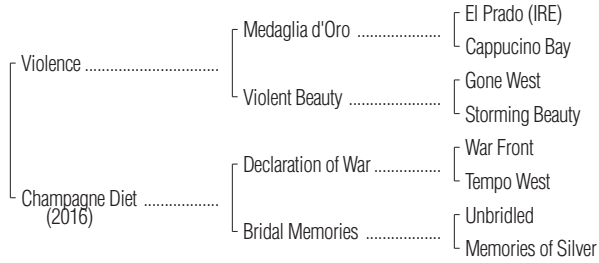 El Prado (IRE)
Medaglia d'Oro ....................
Cappucino Bay
Violence ................................
Gone West
Violent Beauty ......................
Storming Beauty
War Front
Declaration of War ................
Tempo West
Champagne Diet ..................
(2016)
Unbridled
Bridal Memories ..................
Memories of Silver